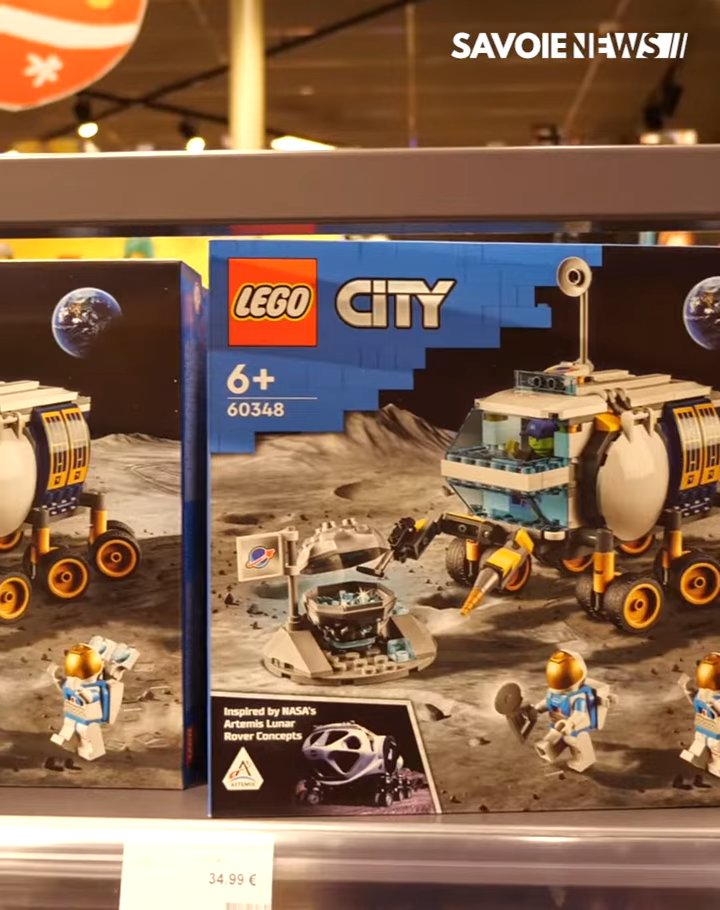 SAVOIE NEWS
LEGO CITY
6+
60348
Inspired by NASA's
Artemis Lunar
Rover Concepts
ARTEMIS
34.99 €